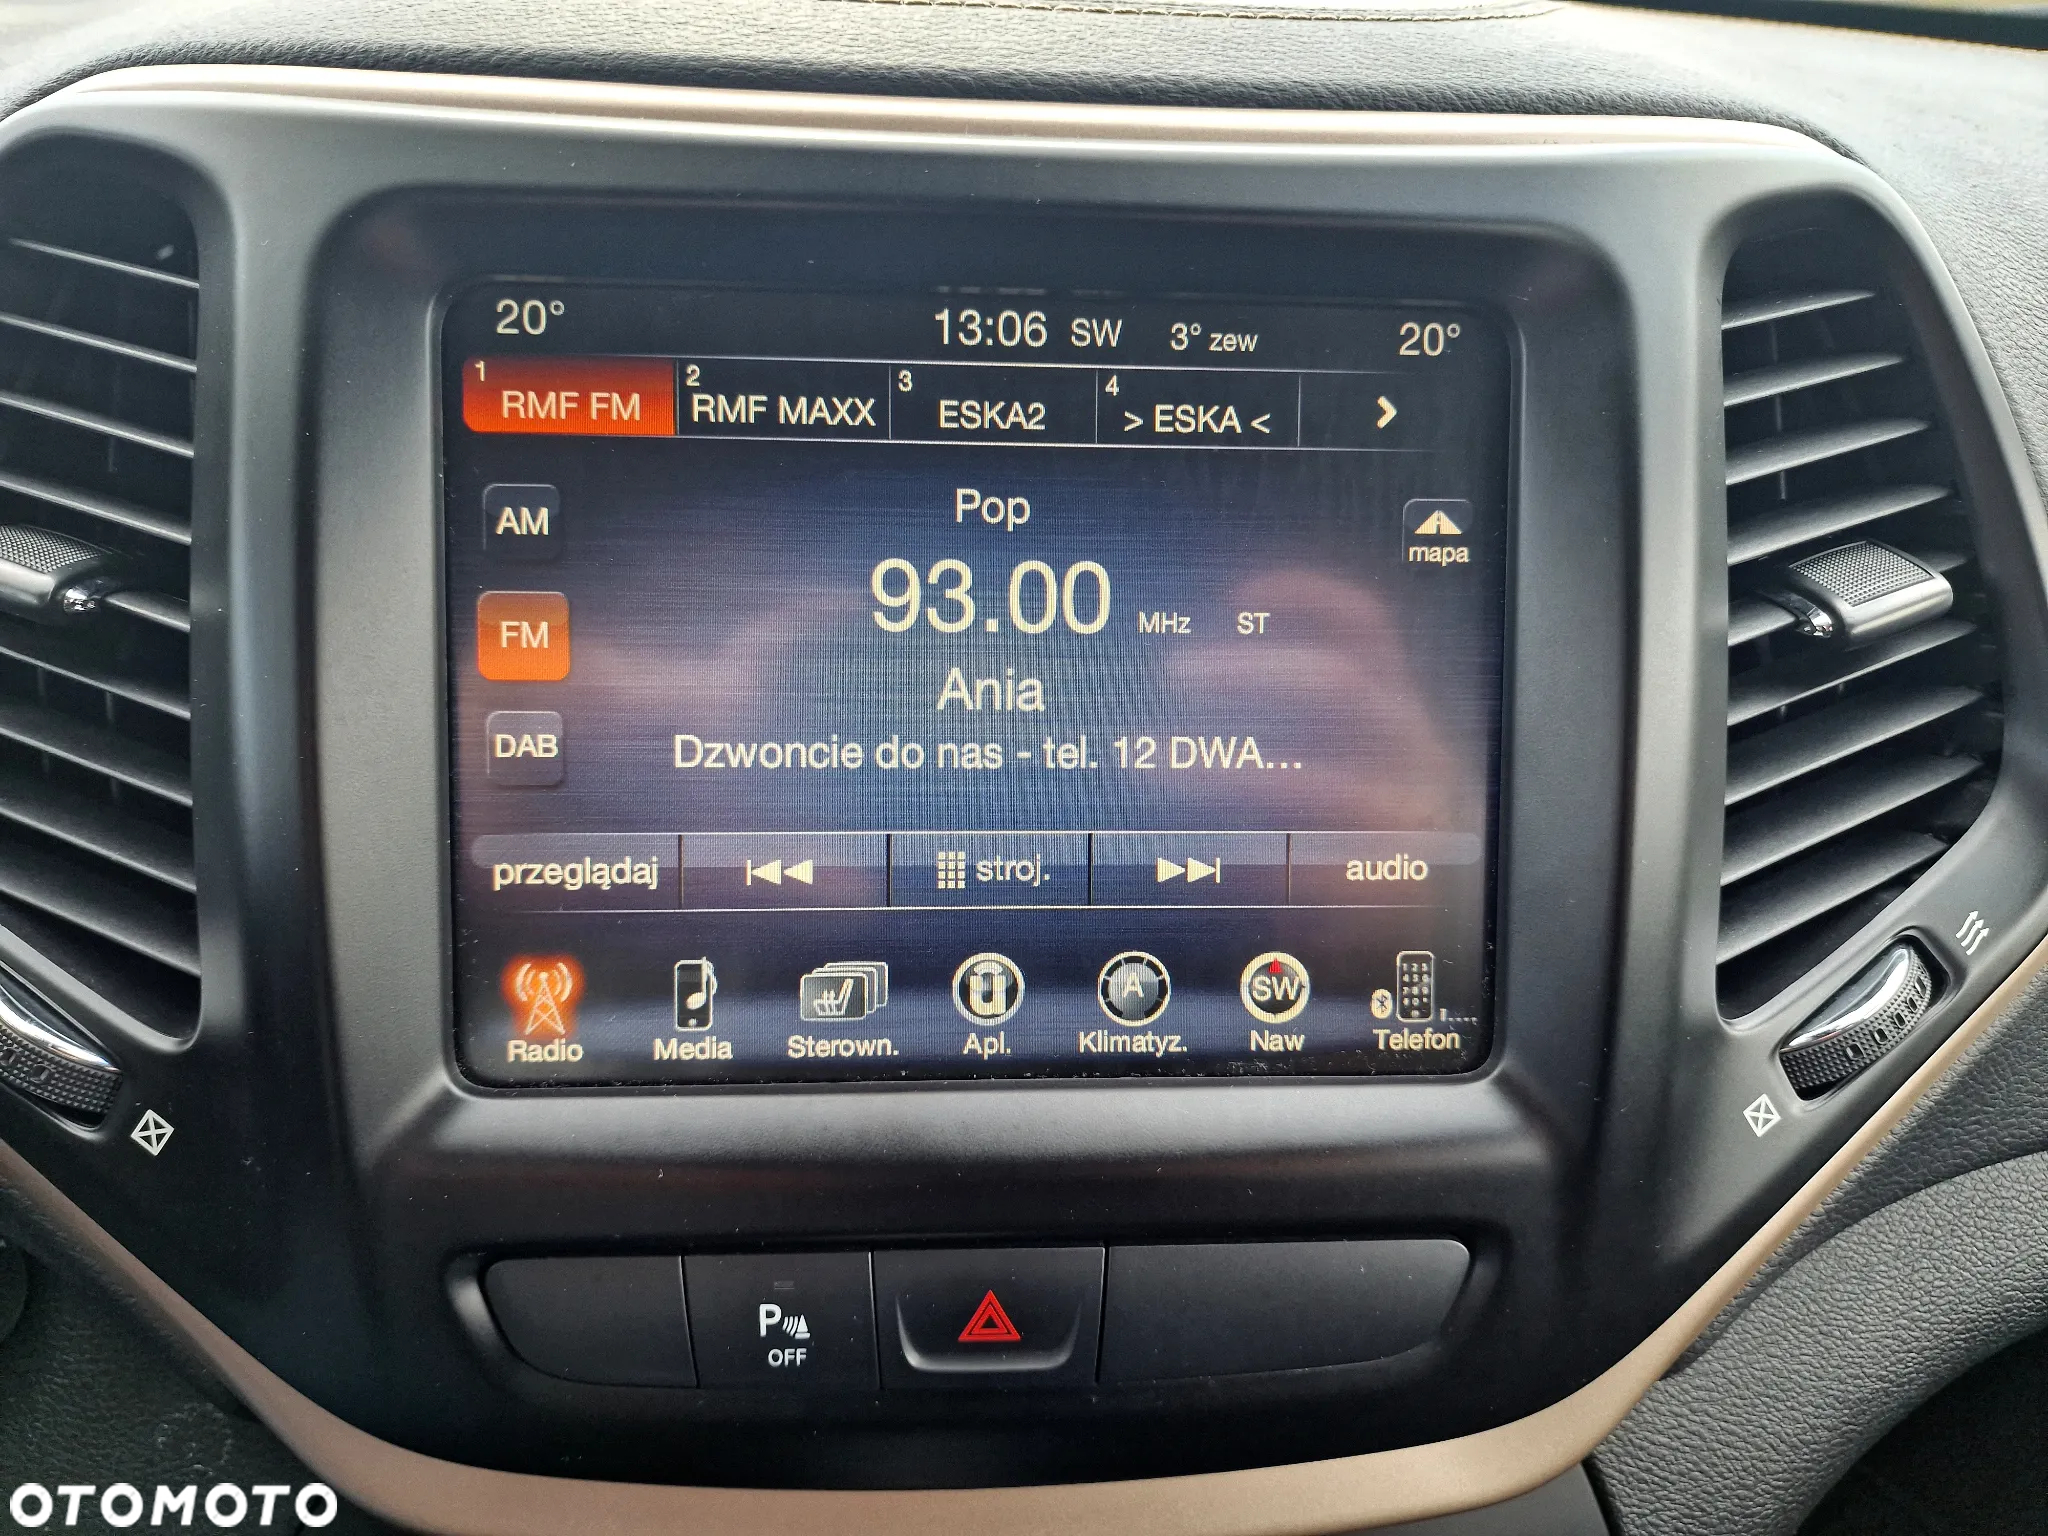 20° 13:06 SW 3° zew 20°
1 RMF FM 2 RMF MAXX 3 ESKA2 4 > ESKA <
AM
Pop
mapa
FM
93.00 MHz ST
Ania
DAB
Dzwoncie do nas - tel. 12 DWA...
przeglądaj stroj. audio
A SW
Radio Media Sterown. Apl. Klimatyz. Naw Telefon
P OFF
OTOMOTO